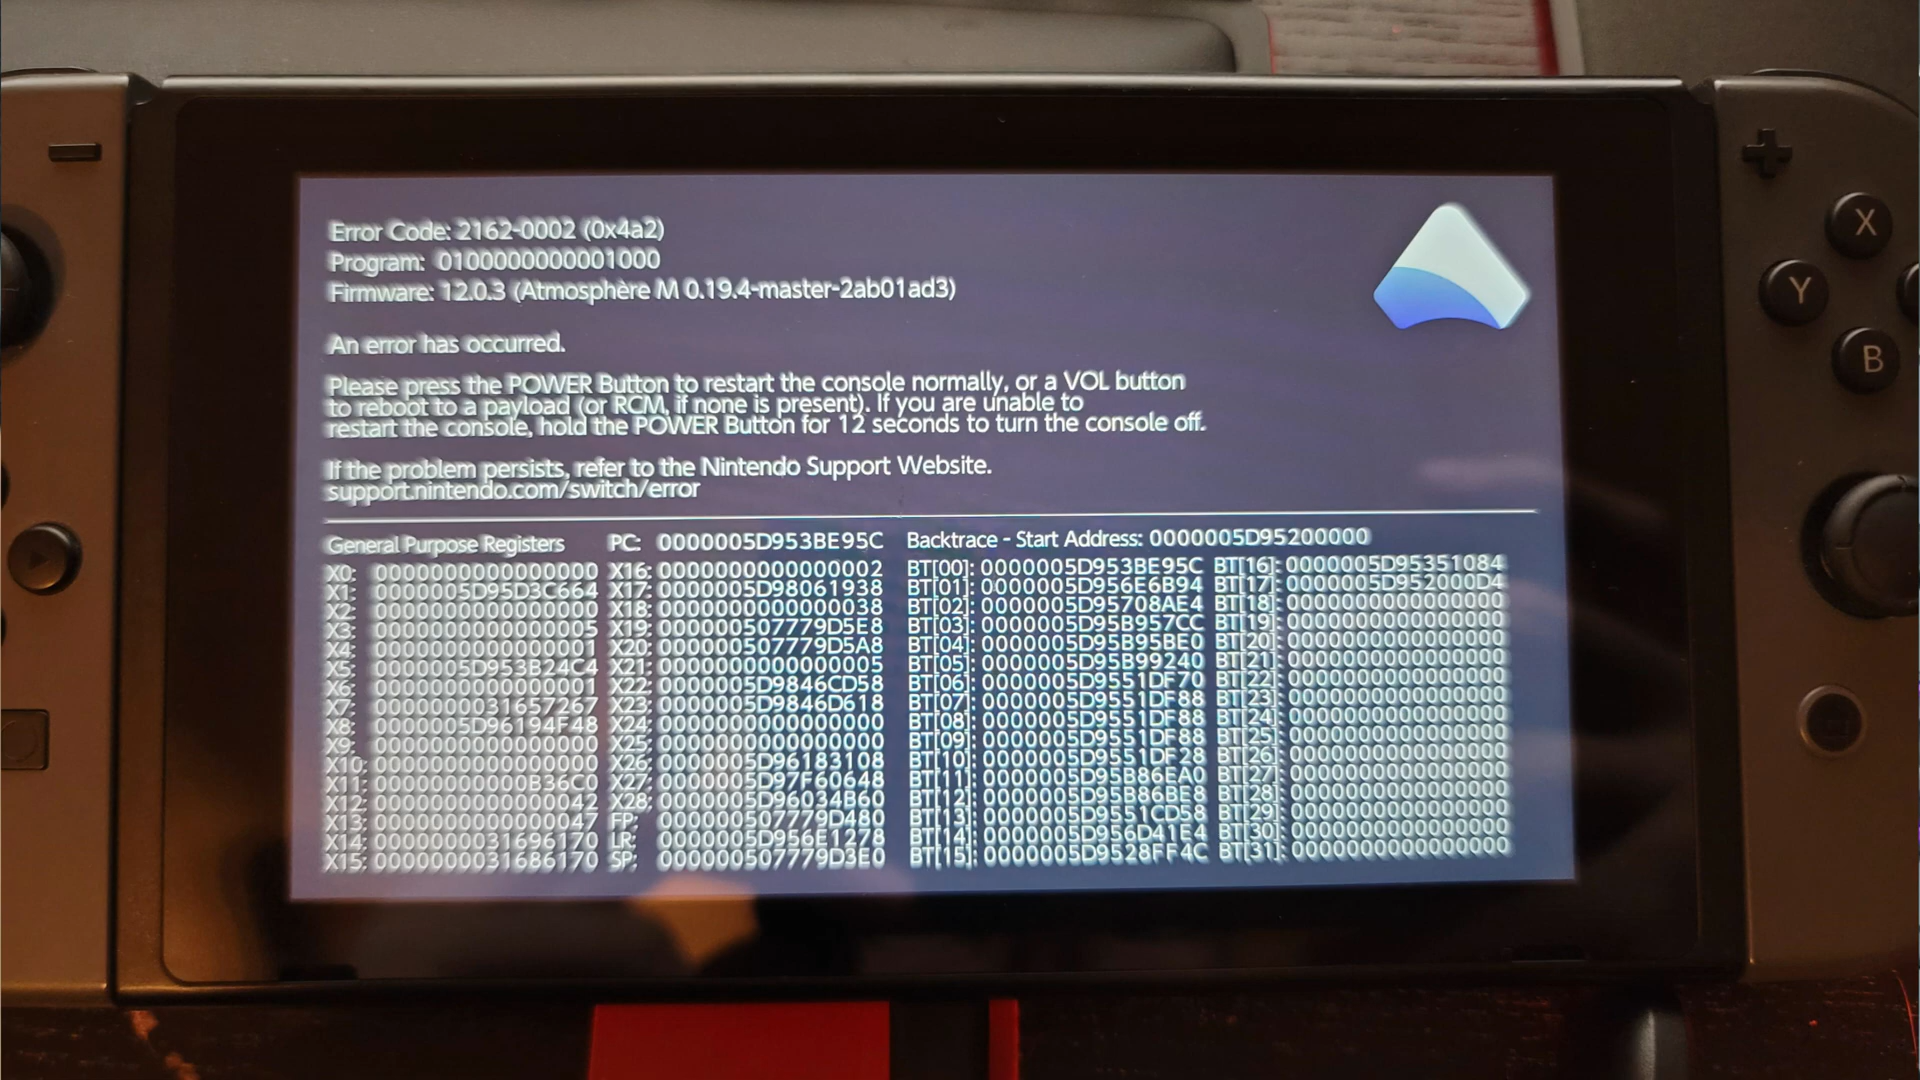 Error Code: 2162-0002 (0x4a2)
Program: 0100000000001000
Firmware: 12.0.3 (Atmosphère M 0.19.4-master-2ab01ad3)
An error has occurred.
Please press the POWER Button to restart the console normally, or a VOL button
to reboot to a payload (or RCM, if none is present). If you are unable to
restart the console, hold the POWER Button for 12 seconds to turn the console off.
If the problem persists, refer to the Nintendo Support Website.
support.nintendo.com/switch/error
General Purpose Registers PC: 0000005D953BE95C Backtrace - Start Address: 0000005D95200000
X0: 0000000000000000 X16: 0000000000000002 BT[00]: 0000005D953BE95C BT[16]: 0000005D95351084
X1: 0000005D95D3C664 X17: 0000005D98061938 BT[01]: 0000005D956E6B94 BT[17]: 0000005D952000D4
X2: 0000000000000000 X18: 0000000000000038 BT[02]: 0000005D95708AE4 BT[18]: 0000000000000000
X3: 0000000000000005 X19: 000000507779D5E8 BT[03]: 0000005D95B957CC BT[19]: 0000000000000000
X4: 0000000000000001 X20: 000000507779D5A8 BT[04]: 0000005D95B95BE0 BT[20]: 0000000000000000
X5: 0000005D953B24C4 X21: 0000000000000005 BT[05]: 0000005D95B99240 BT[21]: 0000000000000000
X6: 0000000000000001 X22: 0000005D9846CD58 BT[06]: 0000005D9551DF70 BT[22]: 0000000000000000
X7: 0000000031657267 X23: 0000005D9846D618 BT[07]: 0000005D9551DF88 BT[23]: 0000000000000000
X8: 0000005D96194F48 X24: 0000000000000000 BT[08]: 0000005D9551DF88 BT[24]: 0000000000000000
X9: 0000000000000000 X25: 0000000000000000 BT[09]: 0000005D9551DF88 BT[25]: 0000000000000000
X10: 0000000000000000 X26: 0000005D96183108 BT[10]: 0000005D9551DF28 BT[26]: 0000000000000000
X11: 00000000000B36C0 X27: 0000005D97F60648 BT[11]: 0000005D95B86EA0 BT[27]: 0000000000000000
X12: 0000000000000042 X28: 0000005D96034B60 BT[12]: 0000005D95B86BE8 BT[28]: 0000000000000000
X13: 0000000000000047 FP: 000000507779D480 BT[13]: 0000005D9551CD58 BT[29]: 0000000000000000
X14: 0000000031696170 LR: 0000005D956E1278 BT[14]: 0000005D956D41E4 BT[30]: 0000000000000000
X15: 0000000031686170 SP: 000000507779D3E0 BT[15]: 0000005D9528FF4C BT[31]: 0000000000000000
X
Y
B